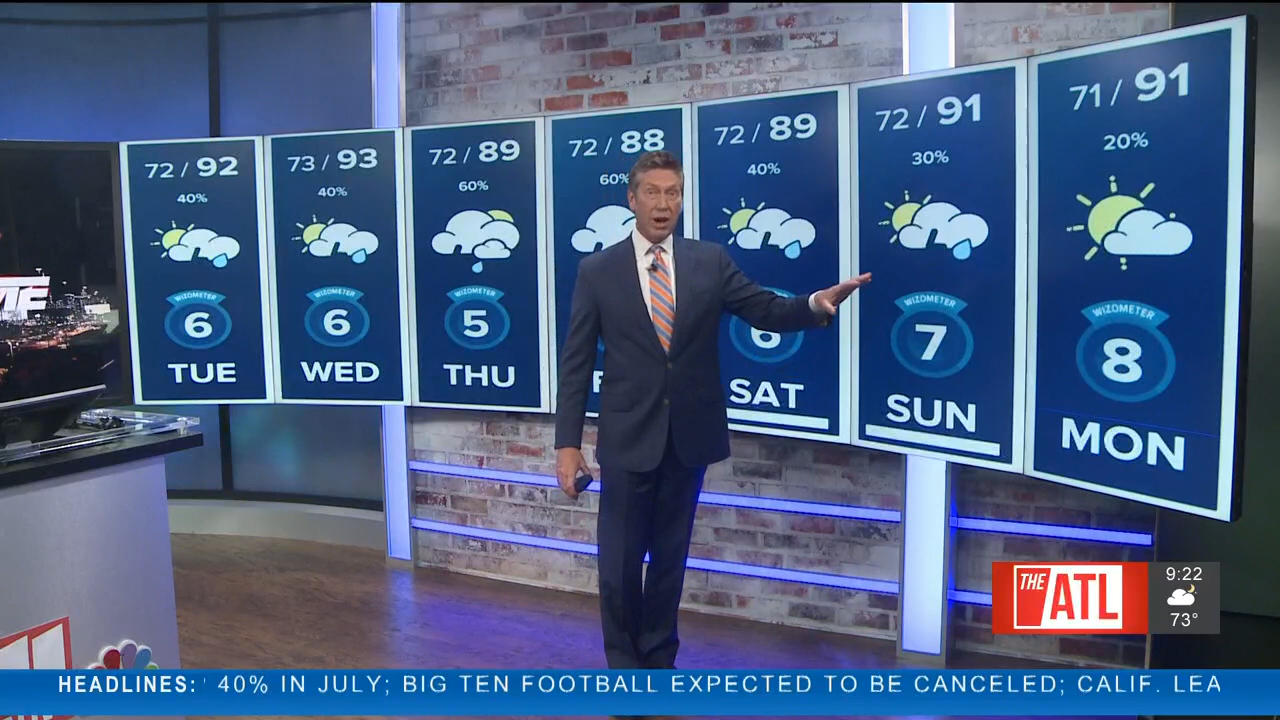 72 / 92
40%
WIZOMETER
6
TUE
73 / 93
40%
WIZOMETER
6
WED
72 / 89
60%
WIZOMETER
5
THU
72 / 88
60%
72 / 89
40%
6
SAT
72 / 91
30%
WIZOMETER
7
SUN
71 / 91
20%
WIZOMETER
8
MON
THE ATL
9:22
73°
HEADLINES: 40% IN JULY; BIG TEN FOOTBALL EXPECTED TO BE CANCELED; CALIF. LEA